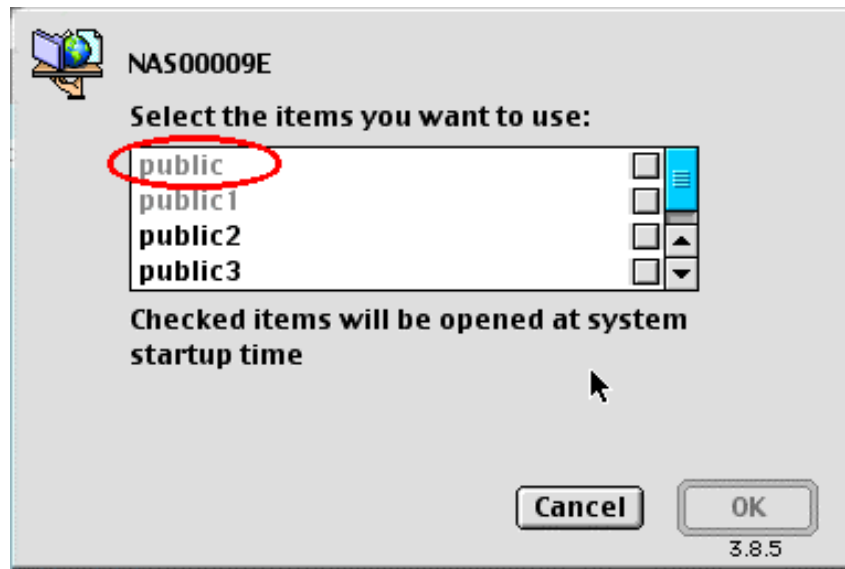 NAS00009E
Select the items you want to use:
public
public1
public2
public3
Checked items will be opened at system
startup time
Cancel
OK
3.8.5